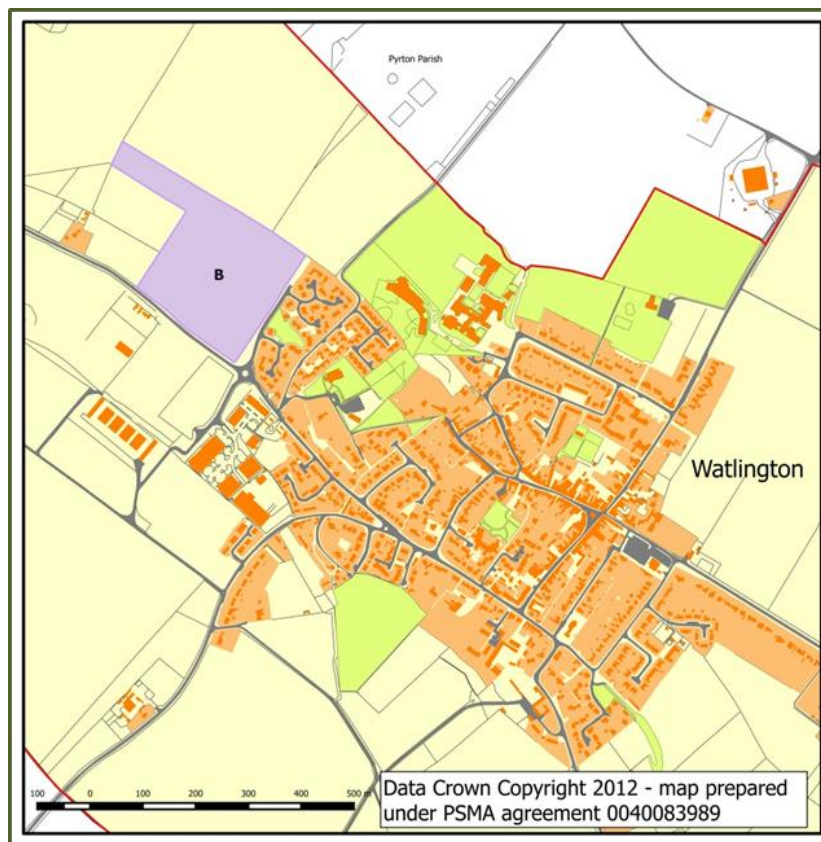 Pyrton Parish
B
Watlington
100 0 100 200 300 400 500 m
Data Crown Copyright 2012 - map prepared
under PSMA agreement 0040083989